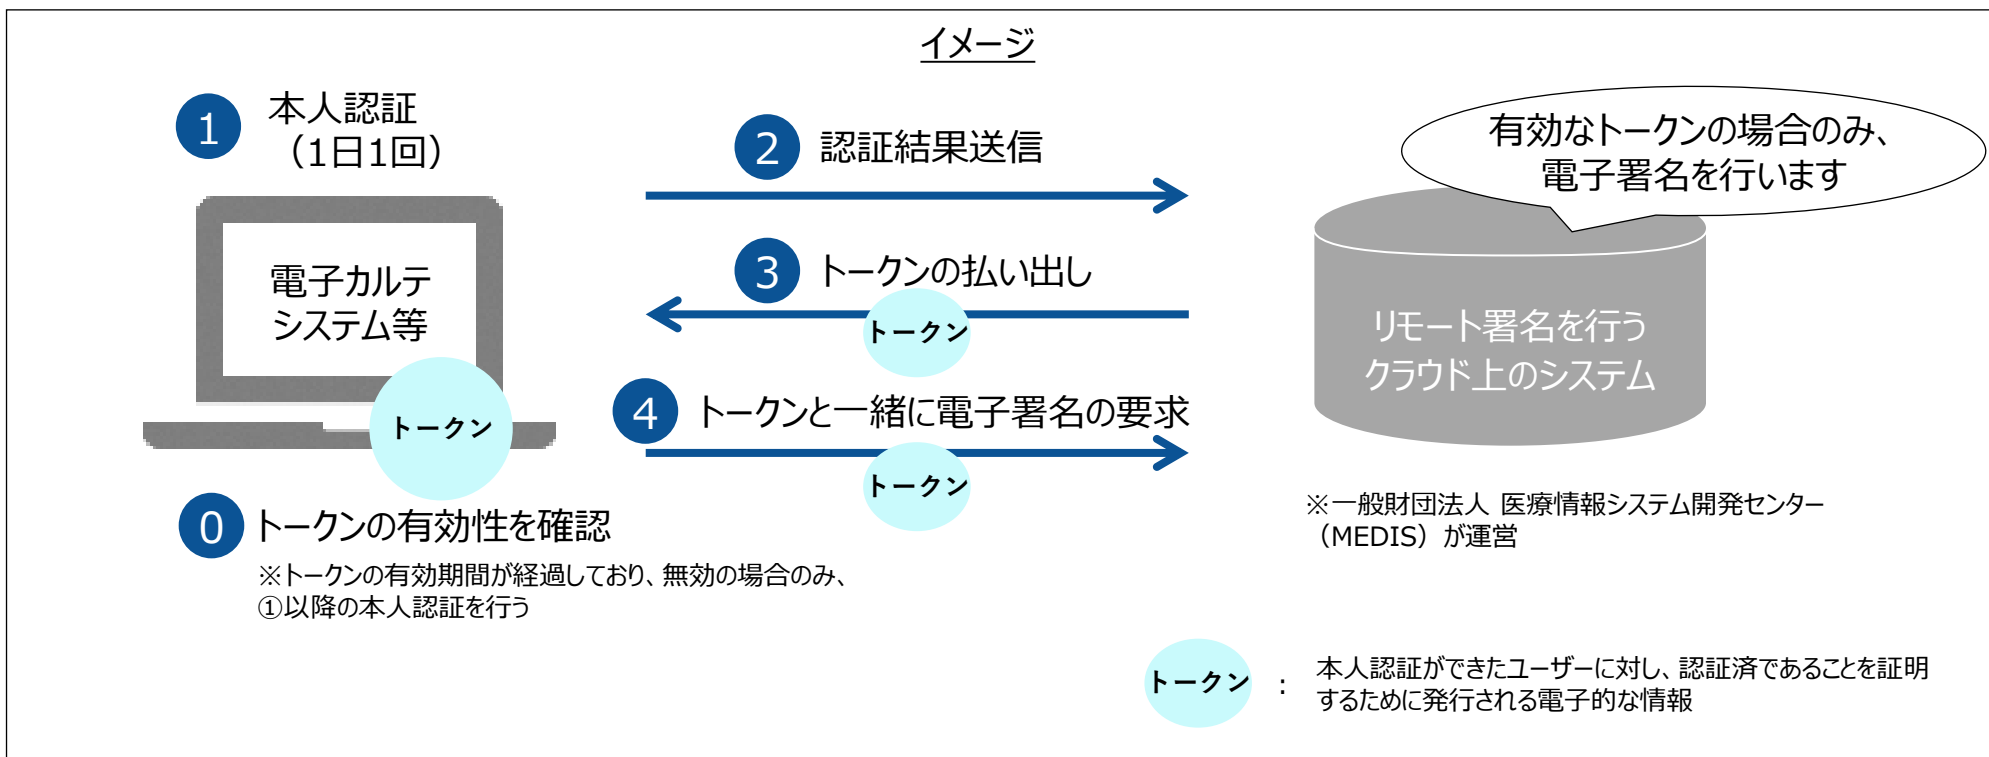 イメージ
1
本人認証
（1日1回）
2
認証結果送信
有効なトークンの場合のみ、
電子署名を行います
3
トークンの払い出し
トークン
電子カルテ
システム等
トークン
リモート署名を行う
クラウド上のシステム
4
トークンと一緒に電子署名の要求
トークン
0
トークンの有効性を確認
※トークンの有効期間が経過しており、無効の場合のみ、
①以降の本人認証を行う
※一般財団法人 医療情報システム開発センター
（MEDIS）が運営
トークン
：
本人認証ができたユーザーに対し、認証済であることを証明
するために発行される電子的な情報